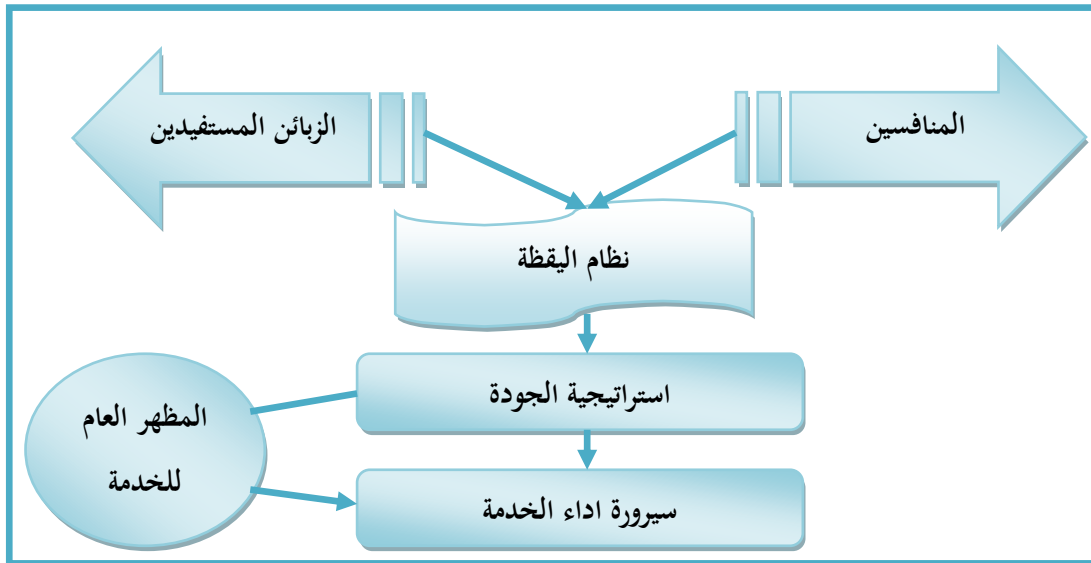 المنافسين
الزبائن المستفيدين
نظام اليقظة
استراتيجية الجودة
المظهر العام
للخدمة
سيرورة اداء الخدمة